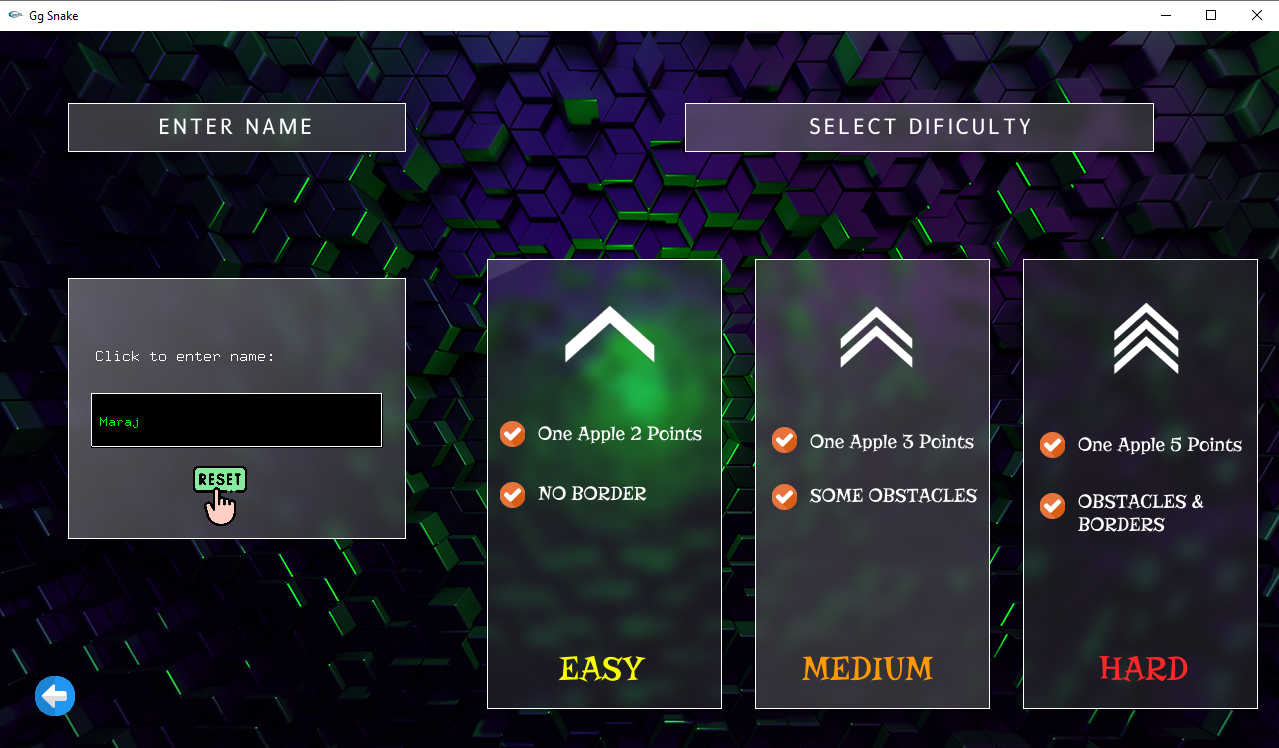 Gg Snake
ENTER NAME
SELECT DIFICULTY
Click to enter name:
Maraj
RESET
One Apple 2 Points
NO BORDER
EASY
One Apple 3 Points
SOME OBSTACLES
MEDIUM
One Apple 5 Points
OBSTACLES &
BORDERS
HARD